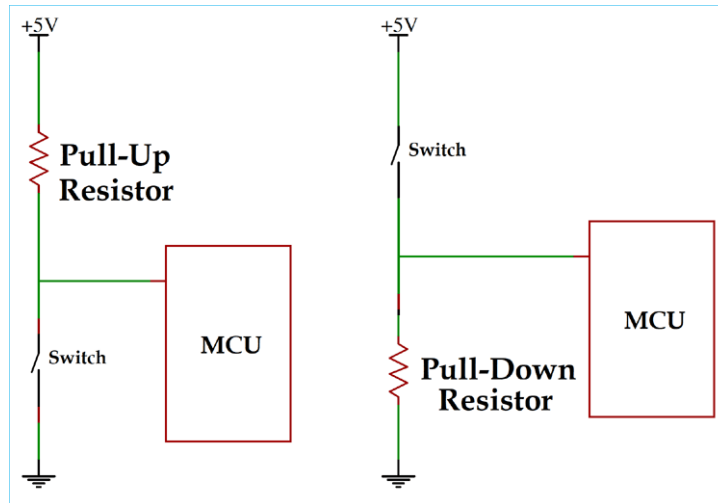 +5V
Pull-Up
Resistor
Switch
MCU
+5V
Switch
MCU
Pull-Down
Resistor